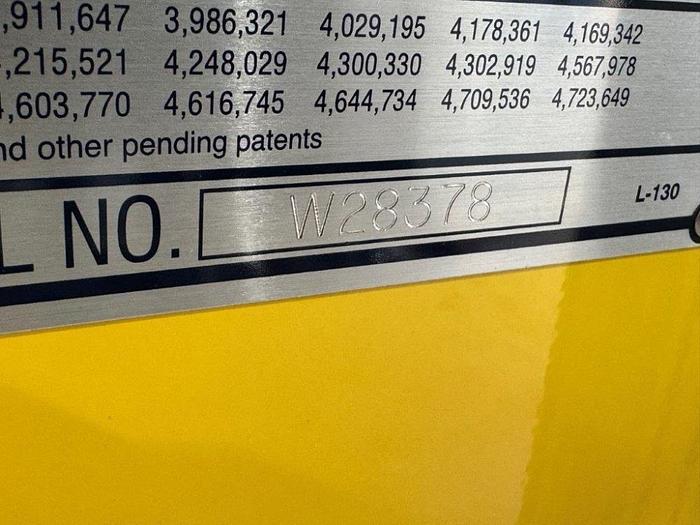 ,911,647 3,986,321 4,029,195 4,178,361 4,169,342
,215,521 4,248,029 4,300,330 4,302,919 4,567,978
,603,770 4,616,745 4,644,734 4,709,536 4,723,649
nd other pending patents
L NO. W28378 L-130